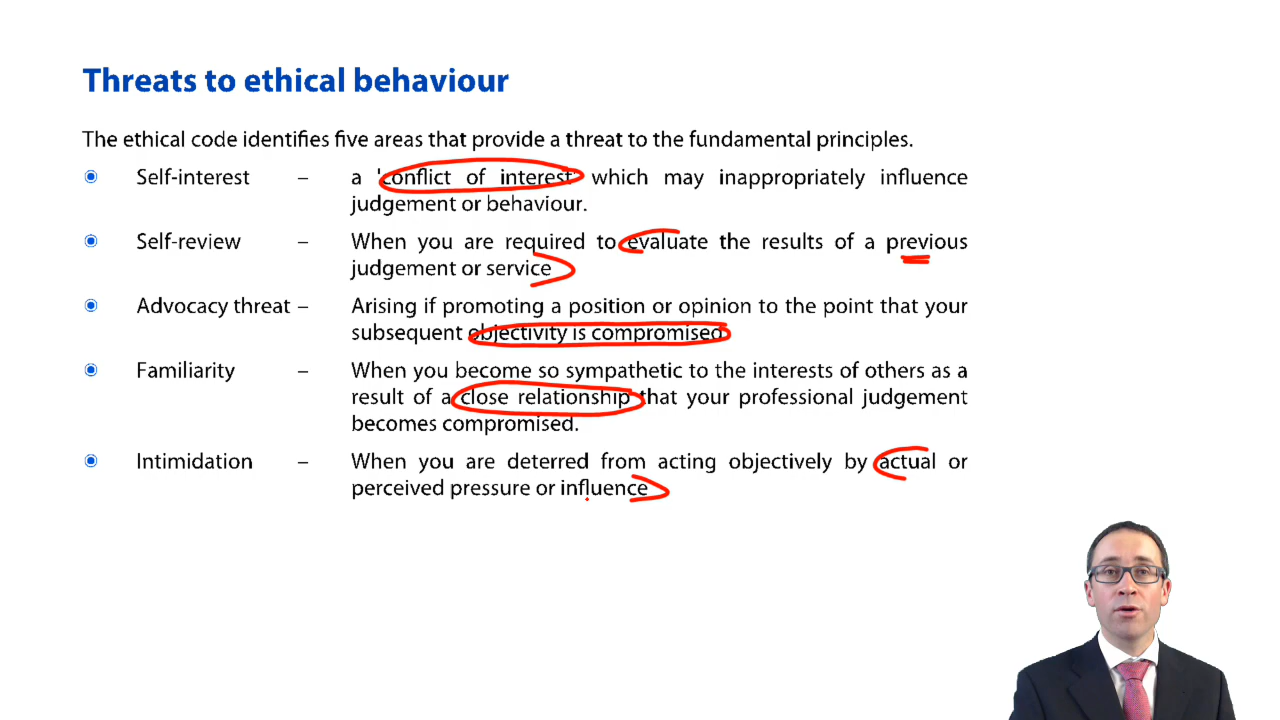 Threats to ethical behaviour
The ethical code identifies five areas that provide a threat to the fundamental principles.
Self-interest – a 'conflict of interest' which may inappropriately influence
judgement or behaviour.
Self-review – When you are required to evaluate the results of a previous
judgement or service
Advocacy threat – Arising if promoting a position or opinion to the point that your
subsequent objectivity is compromised
Familiarity – When you become so sympathetic to the interests of others as a
result of a close relationship that your professional judgement
becomes compromised.
Intimidation – When you are deterred from acting objectively by actual or
perceived pressure or influence